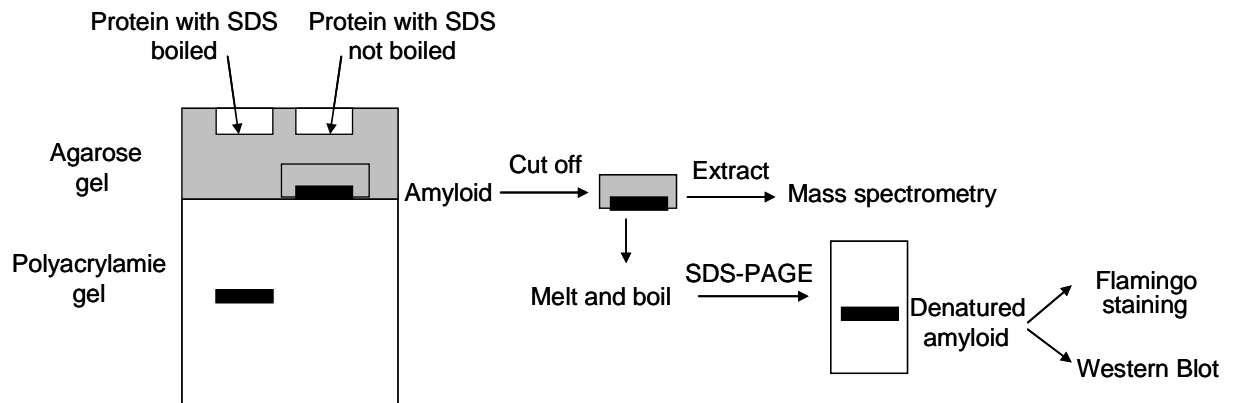 Protein with SDS
boiled
Protein with SDS
not boiled
Agarose
gel
Amyloid
Cut off
Extract
Mass spectrometry
Polyacrylamie
gel
Melt and boil
SDS-PAGE
Denatured
amyloid
Flamingo
staining
Western Blot